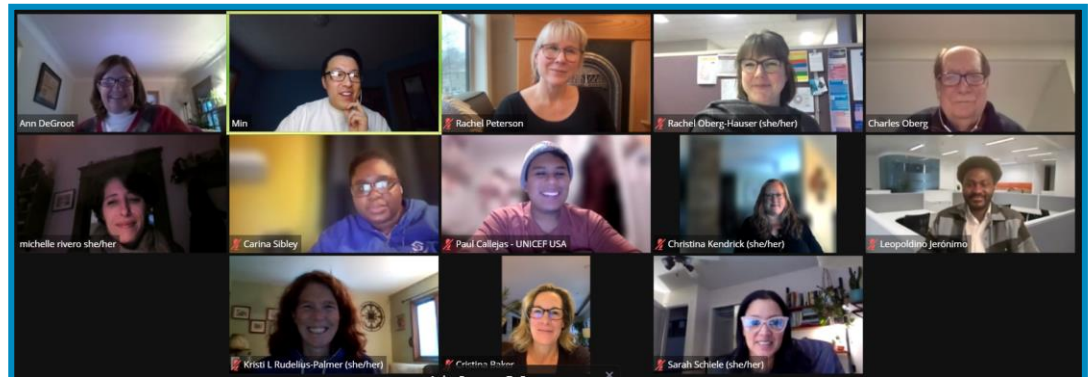 Ann DeGroot
Min
Rachel Peterson
Rachel Oberg-Hauser (she/her)
Charles Oberg
michelle rivero she/her
Carina Sibley
Paul Callejas - UNICEF USA
Christina Kendrick (she/her)
Leopoldino Jerónimo
Kristi L Rudelius-Palmer (she/her)
Cristina Baker
Sarah Schiele (she/her)